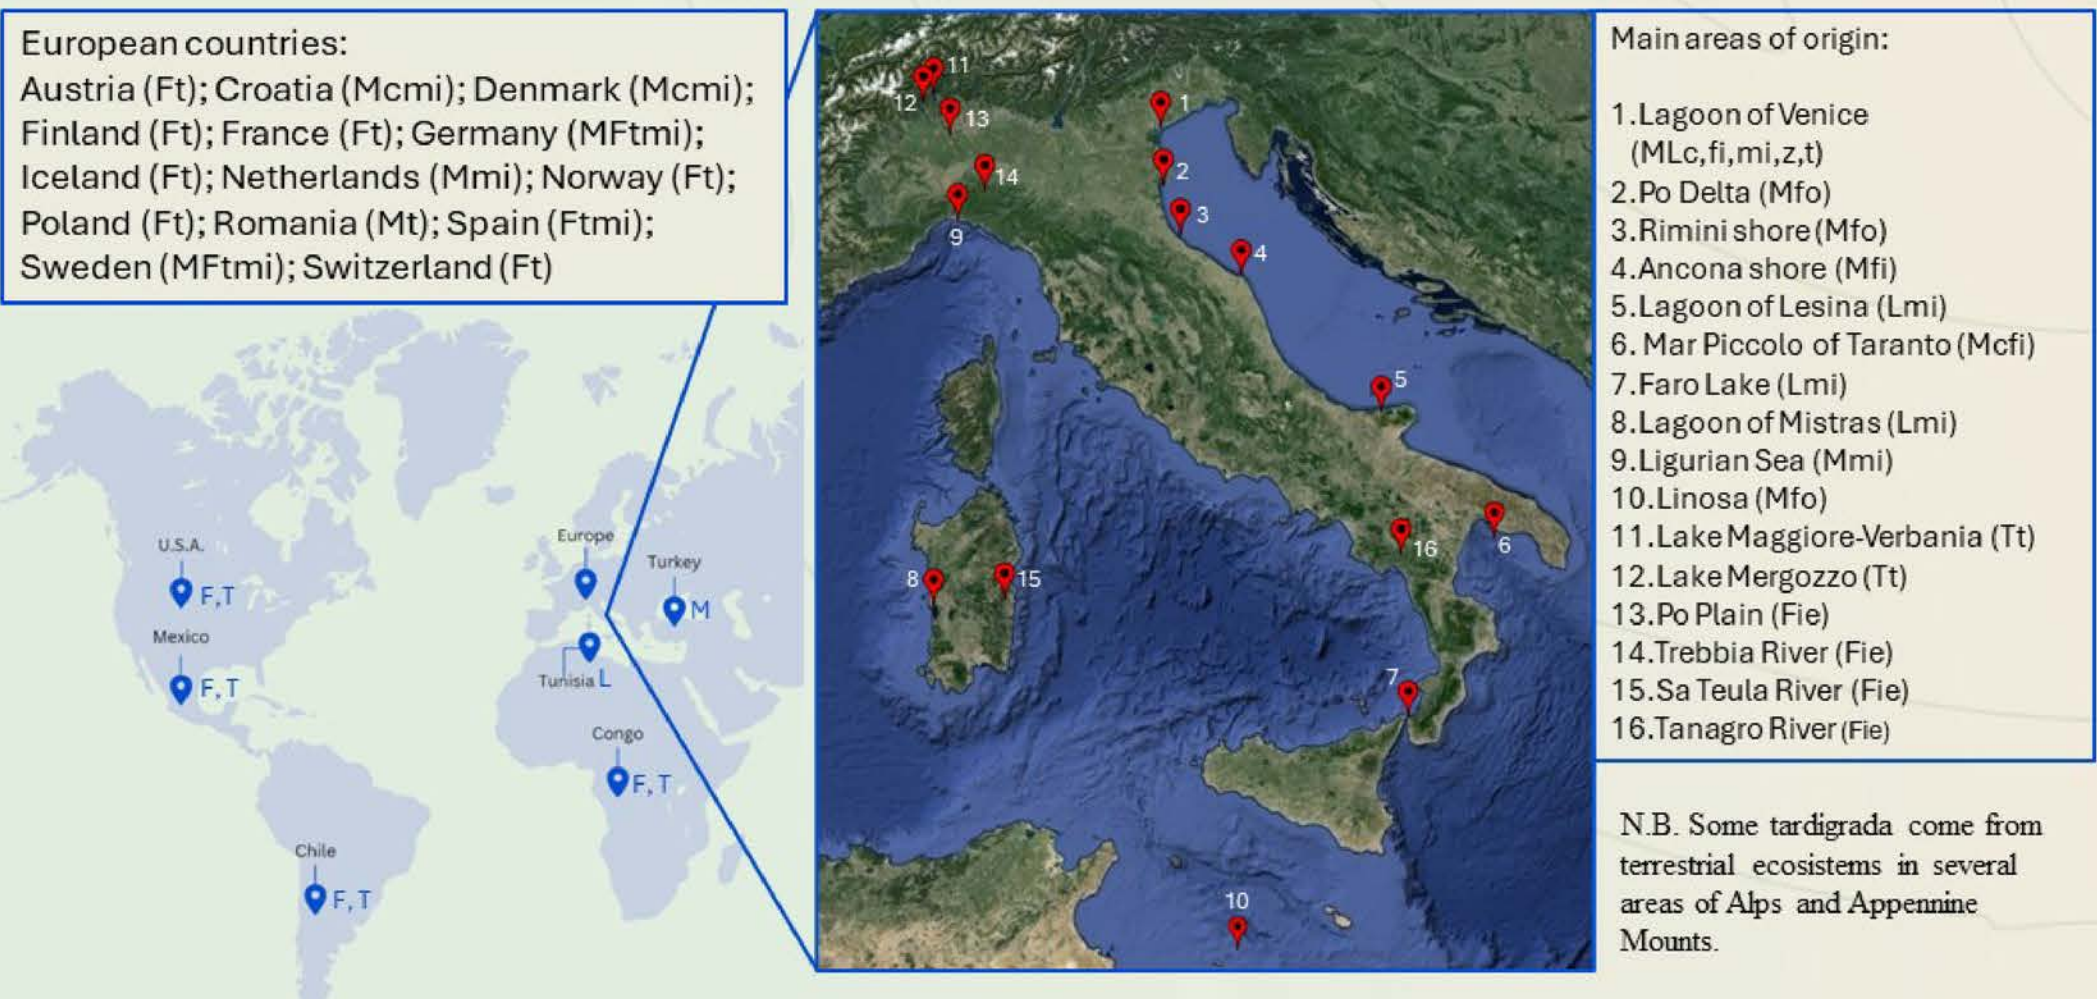 European countries:
Austria (Ft); Croatia (Mcmi); Denmark (Mcmi);
Finland (Ft); France (Ft); Germany (MFtmi);
Iceland (Ft); Netherlands (Mmi); Norway (Ft);
Poland (Ft); Romania (Mt); Spain (Ftmi);
Sweden (MFtmi); Switzerland (Ft)
U.S.A.
F,T
Mexico
F, T
Chile
F, T
Europe
Turkey
M
Tunisia L
Congo
F, T
11
12
13
14
9
1
2
3
4
5
6
16
8
15
7
10
Main areas of origin:
1.Lagoon of Venice
(MLc,fi,mi,z,t)
2.Po Delta (Mfo)
3.Rimini shore (Mfo)
4.Ancona shore (Mfi)
5.Lagoon of Lesina (Lmi)
6. Mar Piccolo of Taranto (Mcfi)
7.Faro Lake (Lmi)
8.Lagoon of Mistras (Lmi)
9.Ligurian Sea (Mmi)
10.Linosa (Mfo)
11.Lake Maggiore-Verbania (Tt)
12.Lake Mergozzo (Tt)
13.Po Plain (Fie)
14.Trebbia River (Fie)
15.Sa Teula River (Fie)
16.Tanagro River (Fie)
N.B. Some tardigrada come from
terrestrial ecosistems in several
areas of Alps and Appennine
Mounts.